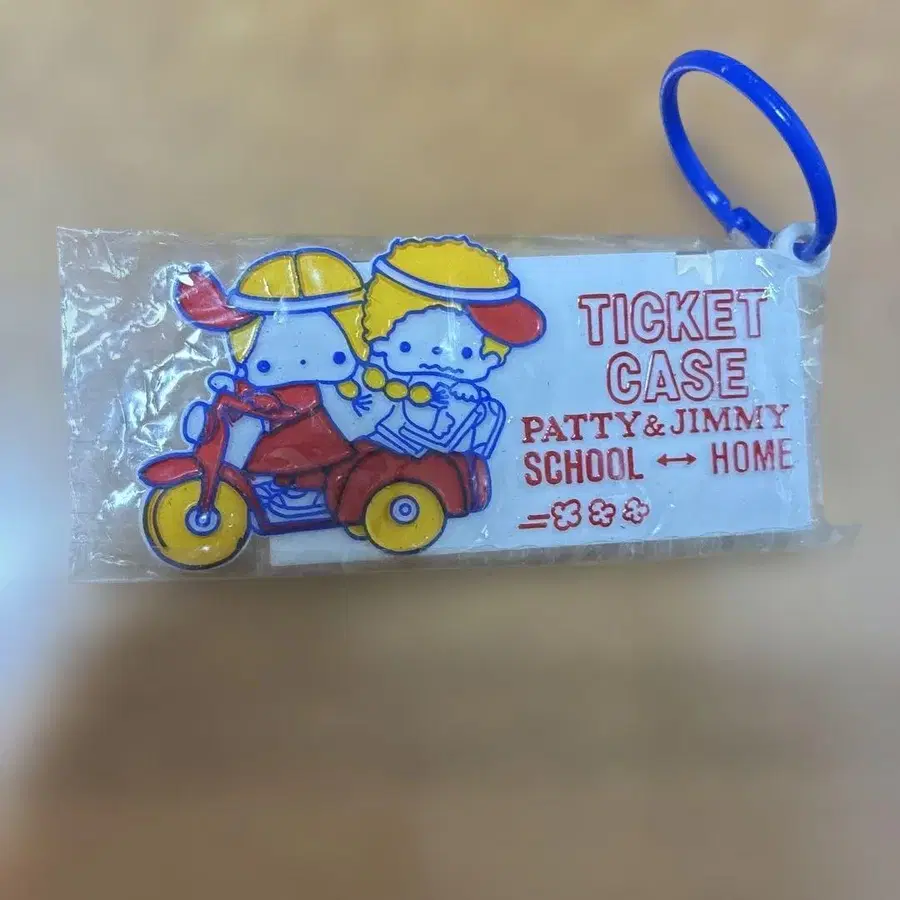 TICKET
CASE
PATTY & JIMMY
SCHOOL ↔ HOME